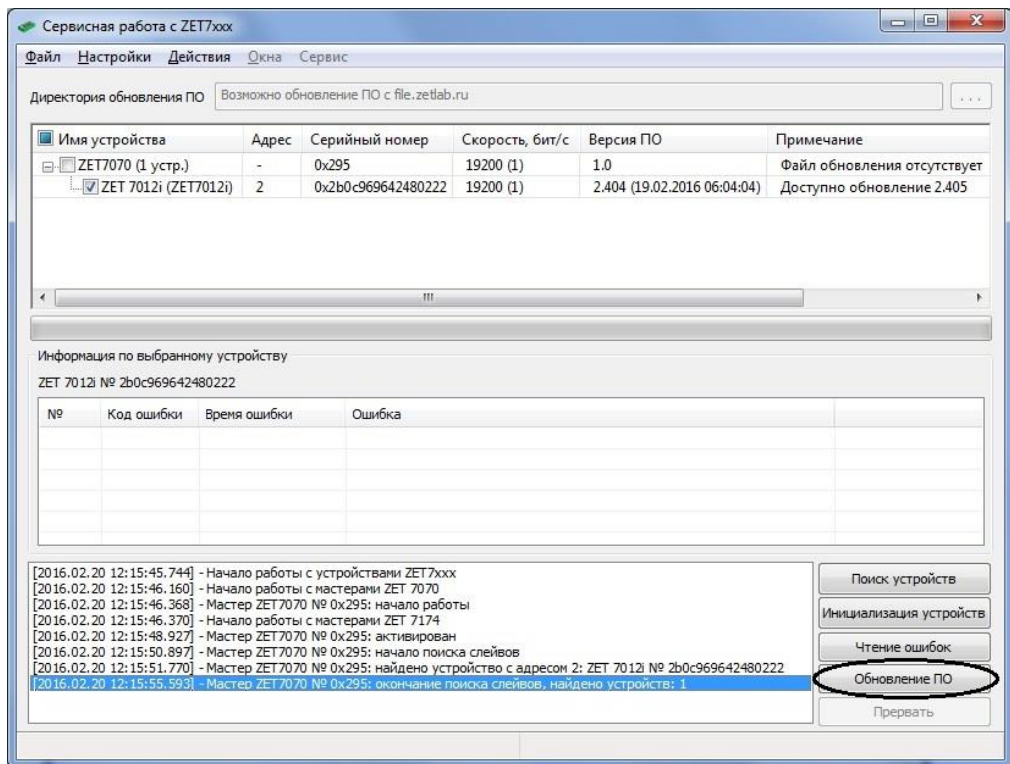 Сервисная работа с ZET7xxx
Файл Настройки Действия Окна Сервис
Директория обновления ПО Возможно обновление ПО с file.zetlab.ru ...
Имя устройства Адрес Серийный номер Скорость, бит/с Версия ПО Примечание
ZET7070 (1 устр.) - 0x295 19200 (1) 1.0 Файл обновления отсутствует
ZET 7012i (ZET7012i) 2 0x2b0c969642480222 19200 (1) 2.404 (19.02.2016 06:04:04) Доступно обновление 2.405
Информация по выбранному устройству
ZET 7012i № 2b0c969642480222
№ Код ошибки Время ошибки Ошибка
[2016.02.20 12:15:45.744] - Начало работы с устройствами ZET7xxx
[2016.02.20 12:15:46.160] - Начало работы с мастерами ZET 7070
[2016.02.20 12:15:46.368] - Мастер ZET7070 № 0x295: начало работы
[2016.02.20 12:15:46.370] - Начало работы с мастерами ZET 7174
[2016.02.20 12:15:48.927] - Мастер ZET7070 № 0x295: активирован
[2016.02.20 12:15:50.897] - Мастер ZET7070 № 0x295: начало поиска слейвов
[2016.02.20 12:15:51.770] - Мастер ZET7070 № 0x295: найдено устройство с адресом 2: ZET 7012i № 2b0c969642480222
[2016.02.20 12:15:55.593] - Мастер ZET7070 № 0x295: окончание поиска слейвов, найдено устройств: 1
Поиск устройств
Инициализация устройств
Чтение ошибок
Обновление ПО
Прервать